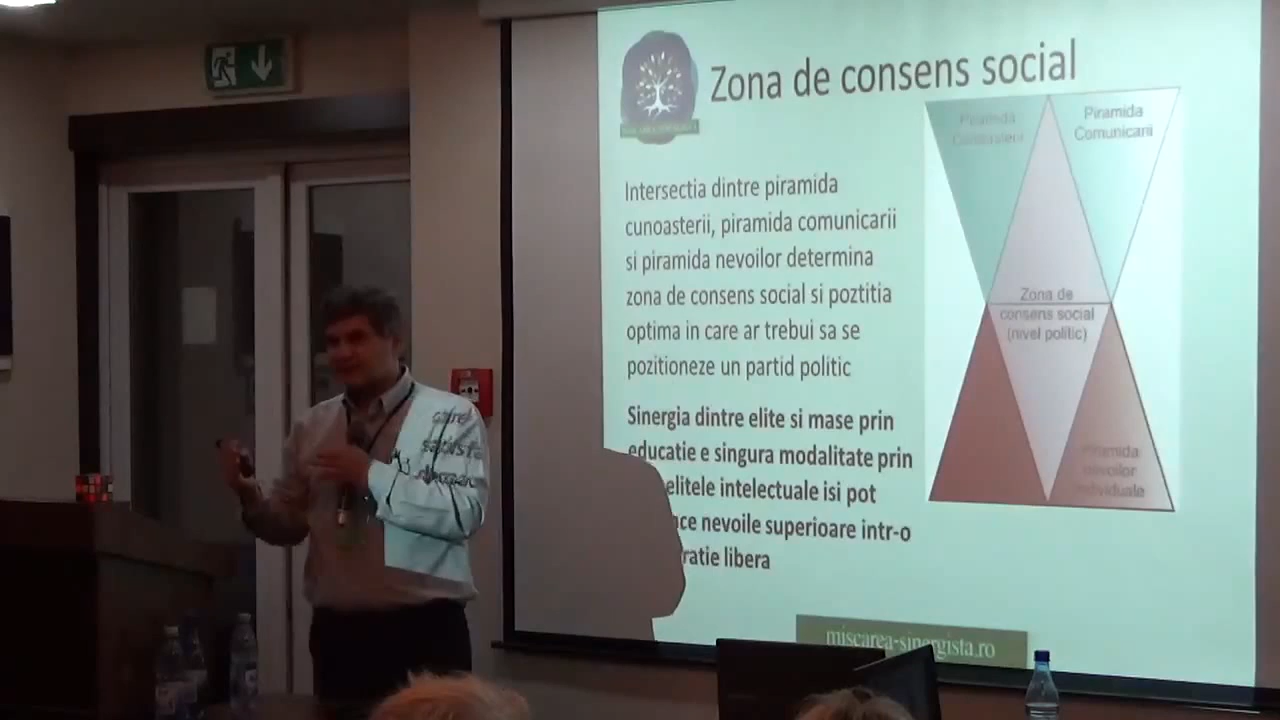 Zona de consens social
Intersectia dintre piramida
cunoasterii, piramida comunicarii
si piramida nevoilor determina
zona de consens social si poztitia
optima in care ar trebui sa se
pozitioneze un partid politic
Sinergia dintre elite si mase prin
educatie e singura modalitate prin
elitele intelectuale isi pot
nevoile superioare intr-o
libera
Piramida
Cunoasterii
Piramida
Comunicarii
Zona de
consens social
(nivel politic)
Piramida
nevoilor
individuale
care
miscarea-sinergista.ro